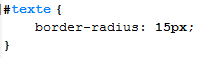 #texte {
    border-radius: 15px;
}